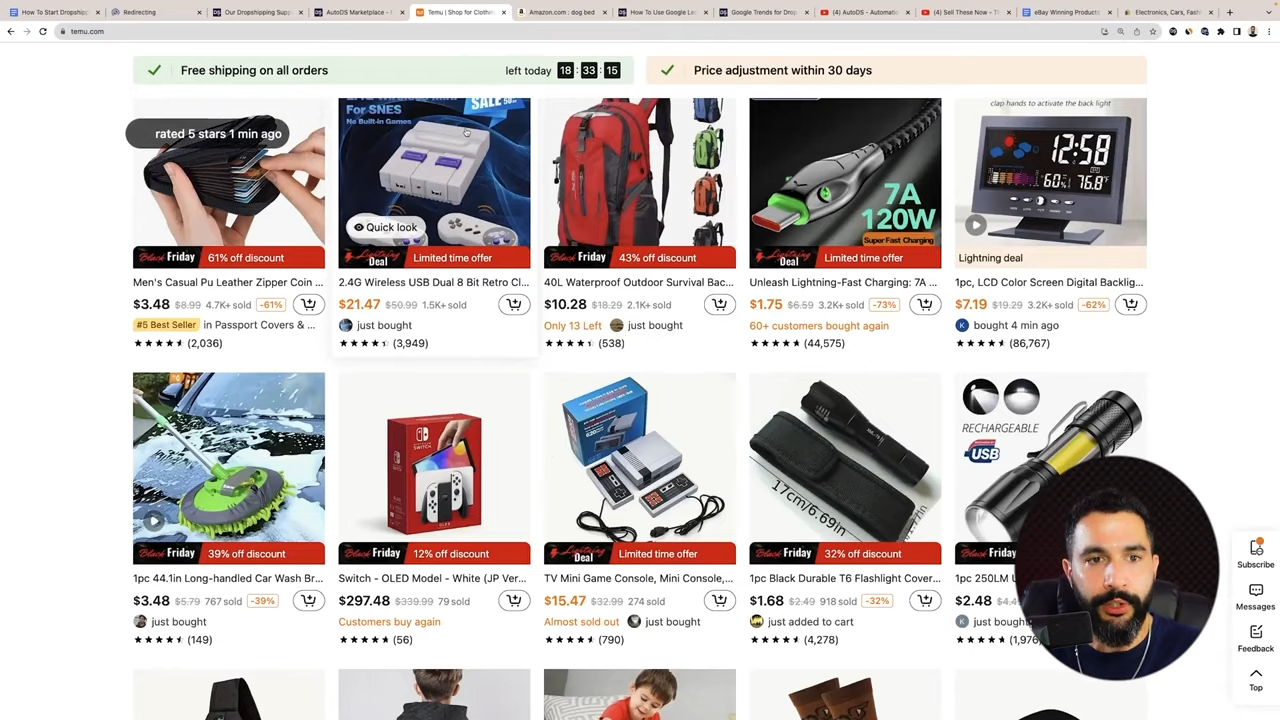 How To Start Dropship
Redirecting
Our Dropshipping Supp
AutoDS Marketplace -
Temu | Shop for Clothin
Amazon.com : dog bed
How To Use Google Le
Google Trends for Drop
(4) AutoDS - Automatic
(4) Sell These Now - Th
eBay Winning Products
Electronics, Cars, Fash
temu.com
Free shipping on all orders
left today 18 : 33 : 15
Price adjustment within 30 days
rated 5 stars 1 min ago
For SNES
No Built-in Games
SALE
Quick look
7A
120W
Super Fast Charging
clap hands to activate the back light
12:58
60%
76.8°F
Black Friday 61% off discount
Lightning Deal Limited time offer
Black Friday 43% off discount
Lightning Deal Limited time offer
Lightning deal
Men's Casual Pu Leather Zipper Coin ...
2.4G Wireless USB Dual 8 Bit Retro Cl...
40L Waterproof Outdoor Survival Bac...
Unleash Lightning-Fast Charging: 7A ...
1pc, LCD Color Screen Digital Backlig...
$3.48 $8.99 4.7K+ sold -61%
$21.47 $50.99 1.5K+ sold
$10.28 $18.29 2.1K+ sold
$1.75 $6.59 3.2K+ sold -73%
$7.19 $19.29 3.2K+ sold -62%
#5 Best Seller in Passport Covers & ...
just bought
Only 13 Left just bought
60+ customers bought again
K bought 4 min ago
(2,036)
(3,949)
(538)
(44,575)
(86,767)
17cm/6.69in
RECHARGEABLE
USB
Black Friday 39% off discount
Black Friday 12% off discount
Lightning Deal Limited time offer
Black Friday 32% off discount
Black Friday
1pc 44.1in Long-handled Car Wash Br...
Switch - OLED Model - White (JP Ver...
TV Mini Game Console, Mini Console,...
1pc Black Durable T6 Flashlight Cover...
1pc 250LM
$3.48 $5.79 767 sold -39%
$297.48 $339.99 79 sold
$15.47 $32.99 274 sold
$1.68 $2.49 918 sold -32%
$2.48
just bought
Customers buy again
Almost sold out just bought
just added to cart
K just bough
(149)
(56)
(790)
(4,278)
(1,976
Subscribe
Messages
Feedback
Top